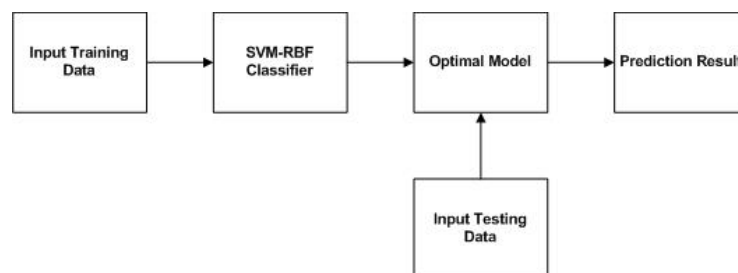 Input Training
Data
SVM-RBF
Classifier
Optimal Model
Prediction Result
Input Testing
Data